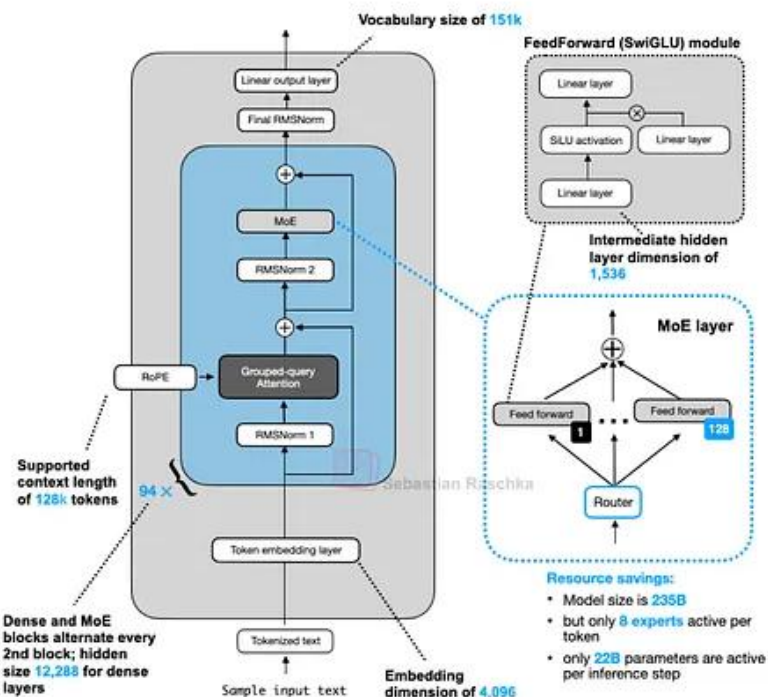 Vocabulary size of 151k
FeedForward (SwiGLU) module
Linear output layer
Final RMSNorm
Linear layer
SiLU activation
Linear layer
Linear layer
MoE
RMSNorm 2
Intermediate hidden
layer dimension of
1,536
MoE layer
RoPE
Grouped-query
Attention
RMSNorm 1
Feed forward
1
Feed forward
128
Supported
context length
of 128k tokens
94 ×
Sebastian Raschka
Router
Token embedding layer
Resource savings:
• Model size is 235B
• but only 8 experts active per
token
• only 22B parameters are active
per inference step
Dense and MoE
blocks alternate every
2nd block; hidden
size 12,288 for dense
layers
Tokenized text
Sample input text
Embedding
dimension of 4,096